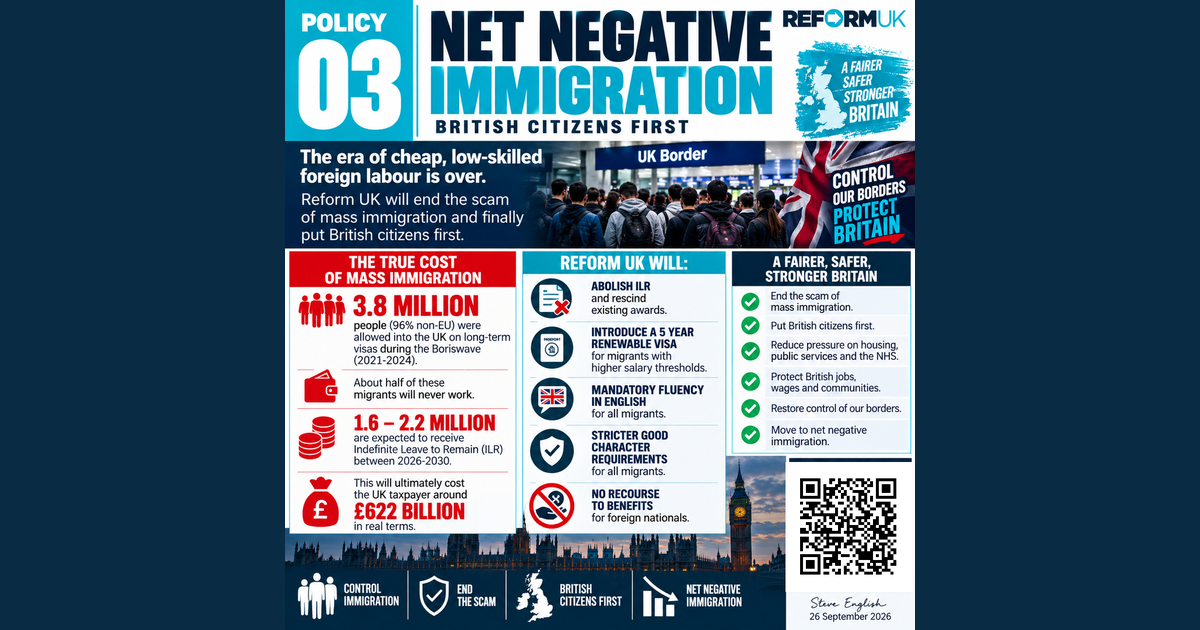 POLICY
03
NET NEGATIVE
IMMIGRATION
BRITISH CITIZENS FIRST
REFORM UK
A FAIRER
SAFER
STRONGER
BRITAIN
The era of cheap, low-skilled
foreign labour is over.
Reform UK will end the scam
of mass immigration and finally
put British citizens first.
UK Border
CONTROL
OUR BORDERS
PROTECT
BRITAIN
THE TRUE COST
OF MASS IMMIGRATION
3.8 MILLION
people (96% non-EU) were
allowed into the UK on long-term
visas during the Boriswave
(2021-2024).
About half of these
migrants will never work.
1.6 – 2.2 MILLION
are expected to receive
Indefinite Leave to Remain (ILR)
between 2026-2030.
£
This will ultimately cost
the UK taxpayer around
£622 BILLION
in real terms.
REFORM UK WILL:
ABOLISH ILR
and rescind
existing awards.
PASSPORT
INTRODUCE A 5 YEAR
RENEWABLE VISA
for migrants with
higher salary thresholds.
MANDATORY FLUENCY
IN ENGLISH
for all migrants.
STRICTER GOOD
CHARACTER
REQUIREMENTS
for all migrants.
NO RECOURSE
TO BENEFITS
for foreign nationals.
A FAIRER, SAFER,
STRONGER BRITAIN
End the scam of
mass immigration.
Put British citizens first.
Reduce pressure on housing,
public services and the NHS.
Protect British jobs,
wages and communities.
Restore control of our borders.
Move to net negative
immigration.
CONTROL
IMMIGRATION
END
THE SCAM
BRITISH
CITIZENS FIRST
NET NEGATIVE
IMMIGRATION
Steve English
26 September 2026